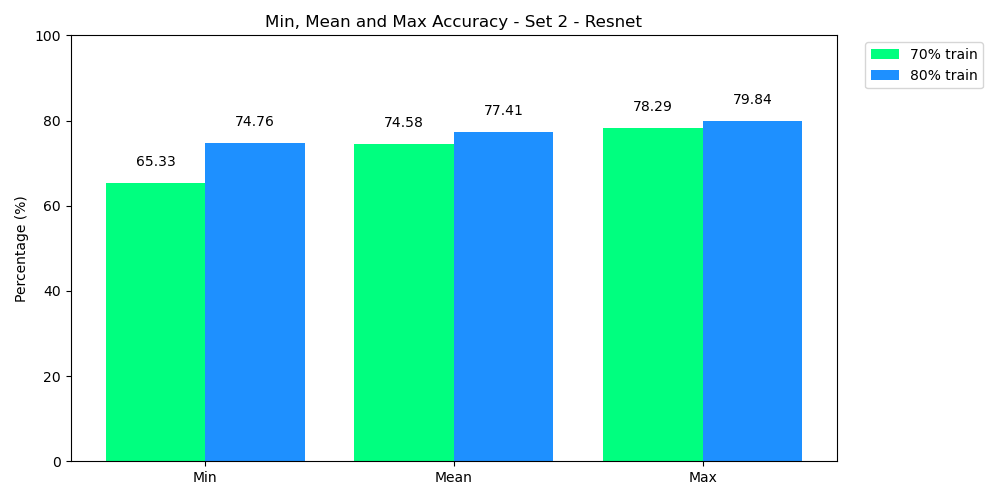 Min, Mean and Max Accuracy - Set 2 - Resnet
70% train
80% train
Percentage (%)
100
80
60
40
20
0
65.33
74.76
74.58
77.41
78.29
79.84
Min
Mean
Max